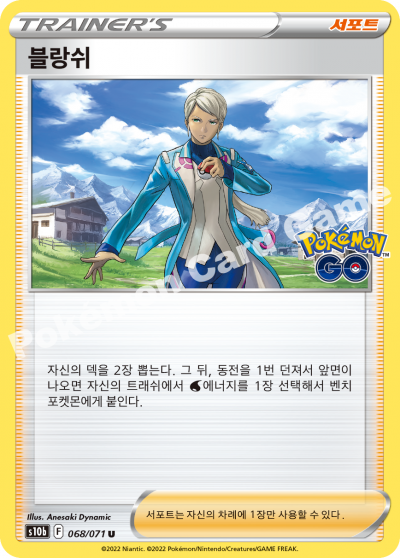 TRAINER'S 서포트
블랑쉬
Pokémon Card Game
Pokémon™
GO
자신의 덱을 2장 뽑는다. 그 뒤, 동전을 1번 던져서 앞면이
나오면 자신의 트래쉬에서 에너지를 1장 선택해서 벤치
포켓몬에게 붙인다.
Illus. Anesaki Dynamic
s10b F 068/071 U
서포트는 자신의 차례에 1장만 사용할 수 있다.
©2022 Niantic. ©2022 Pokémon/Nintendo/Creatures/GAME FREAK.